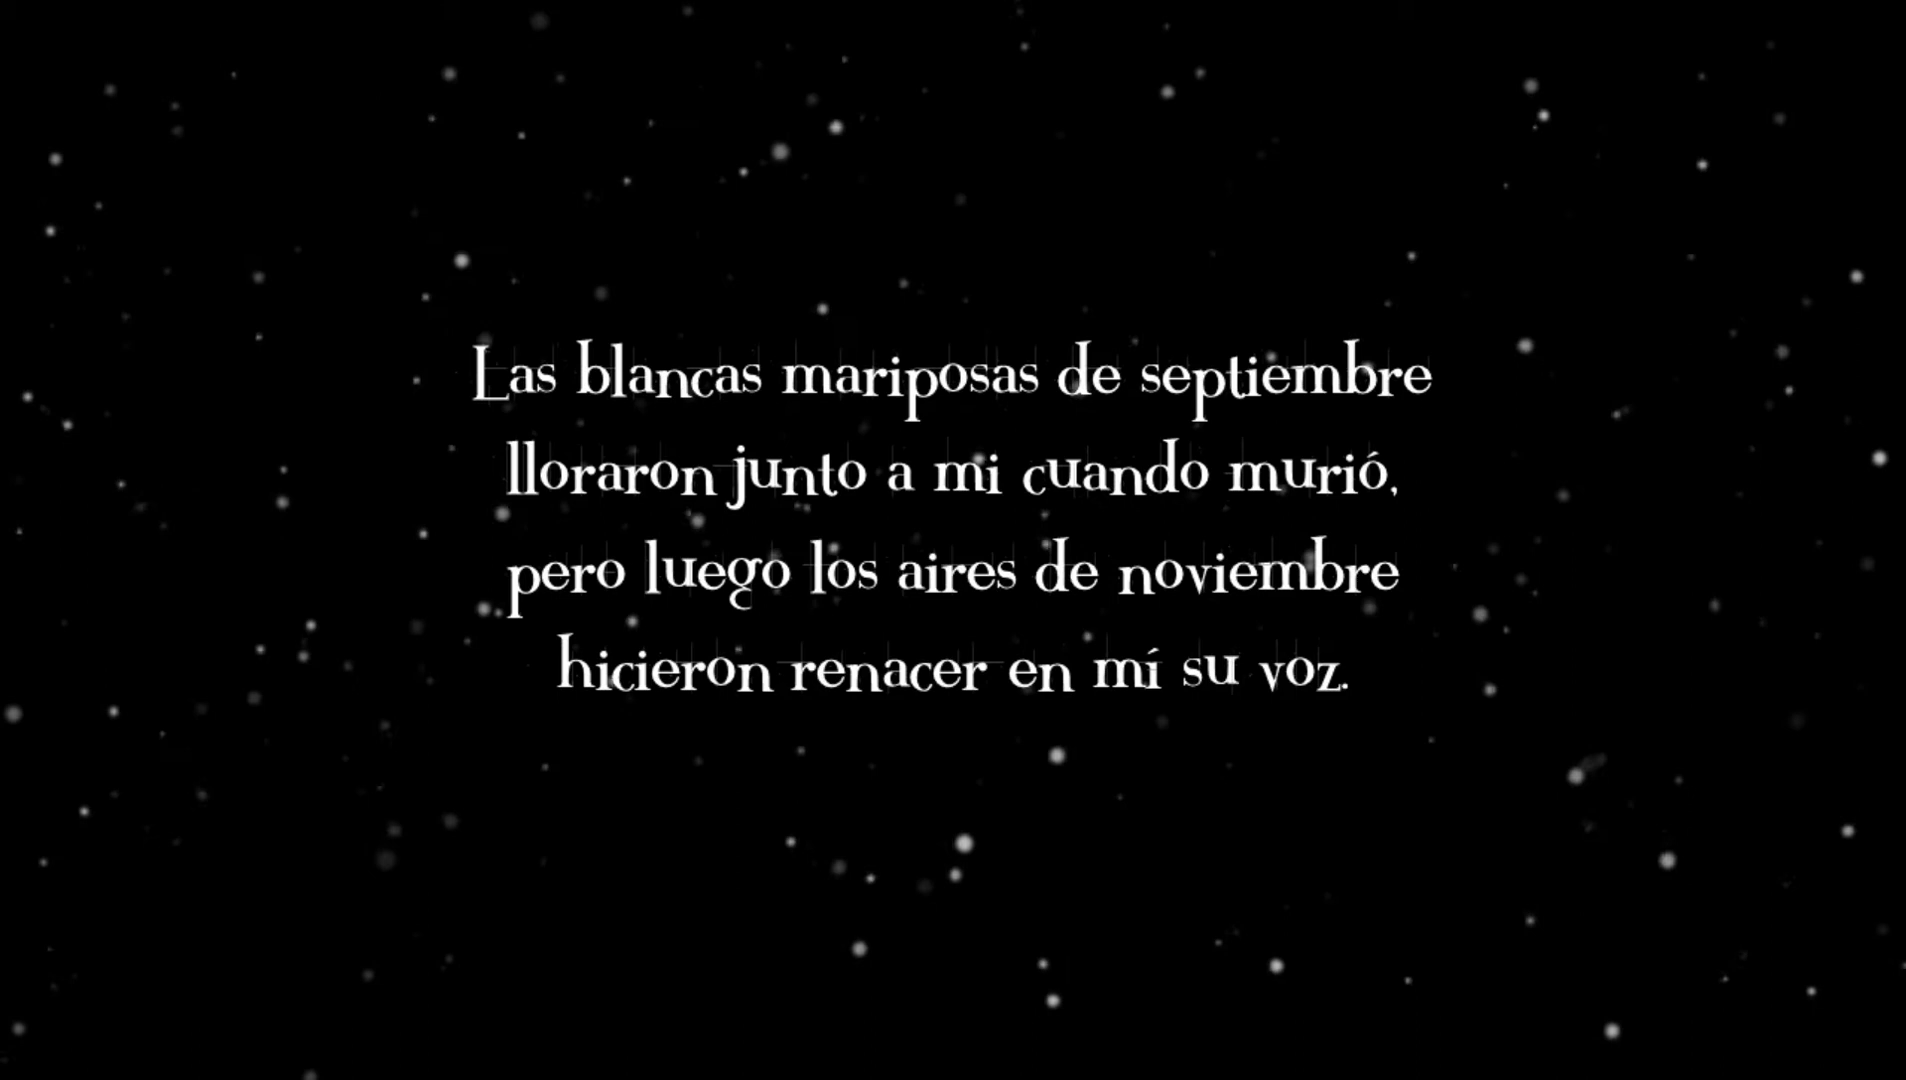 Las blancas mariposas de septiembre
lloraron junto a mi cuando murió,
pero luego los aires de noviembre
hicieron renacer en mí su voz.